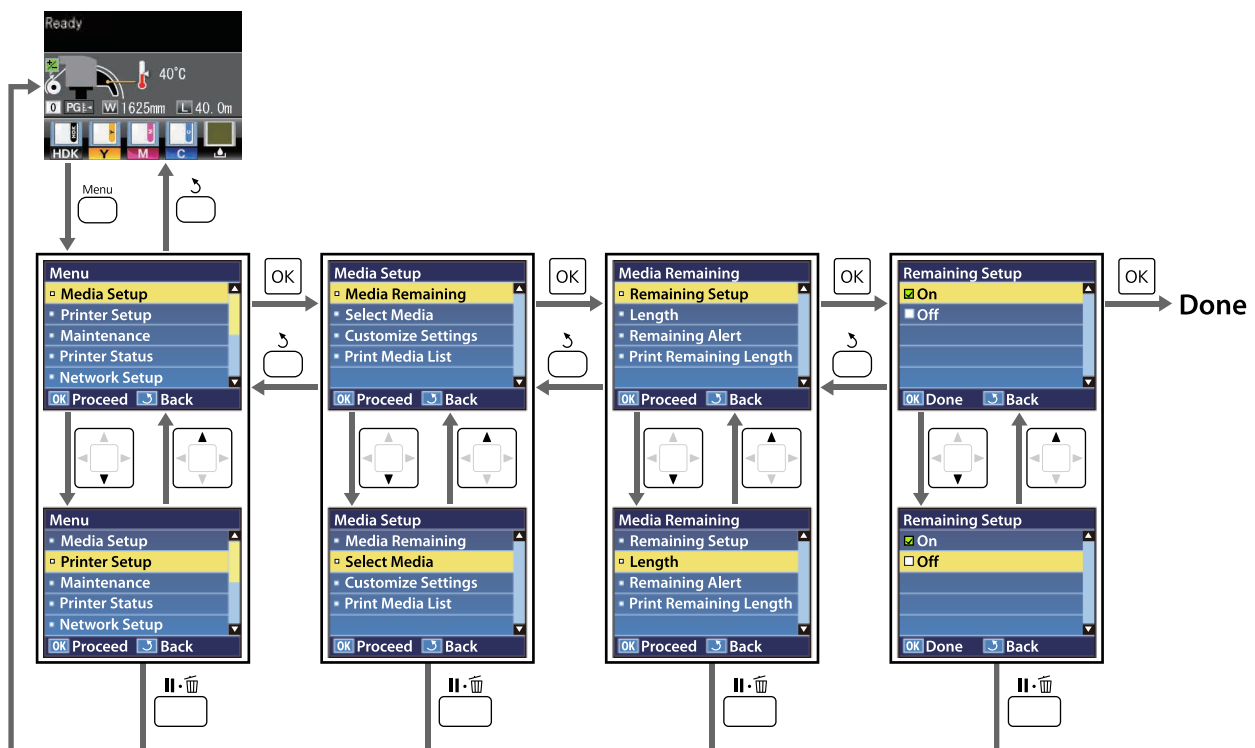 Ready
40°C
0 PG W 1625mm L 40. 0m
HDK Y M C
Menu
Menu
Media Setup
Printer Setup
Maintenance
Printer Status
Network Setup
OK Proceed Back
OK
Media Setup
Media Remaining
Select Media
Customize Settings
Print Media List
OK Proceed Back
OK
Media Remaining
Remaining Setup
Length
Remaining Alert
Print Remaining Length
OK Proceed Back
OK
Remaining Setup
On
Off
OK Done Back
OK
Done
Menu
Media Setup
Printer Setup
Maintenance
Printer Status
Network Setup
OK Proceed Back
Media Setup
Media Remaining
Select Media
Customize Settings
Print Media List
OK Proceed Back
Media Remaining
Remaining Setup
Length
Remaining Alert
Print Remaining Length
OK Proceed Back
Remaining Setup
On
Off
OK Done Back